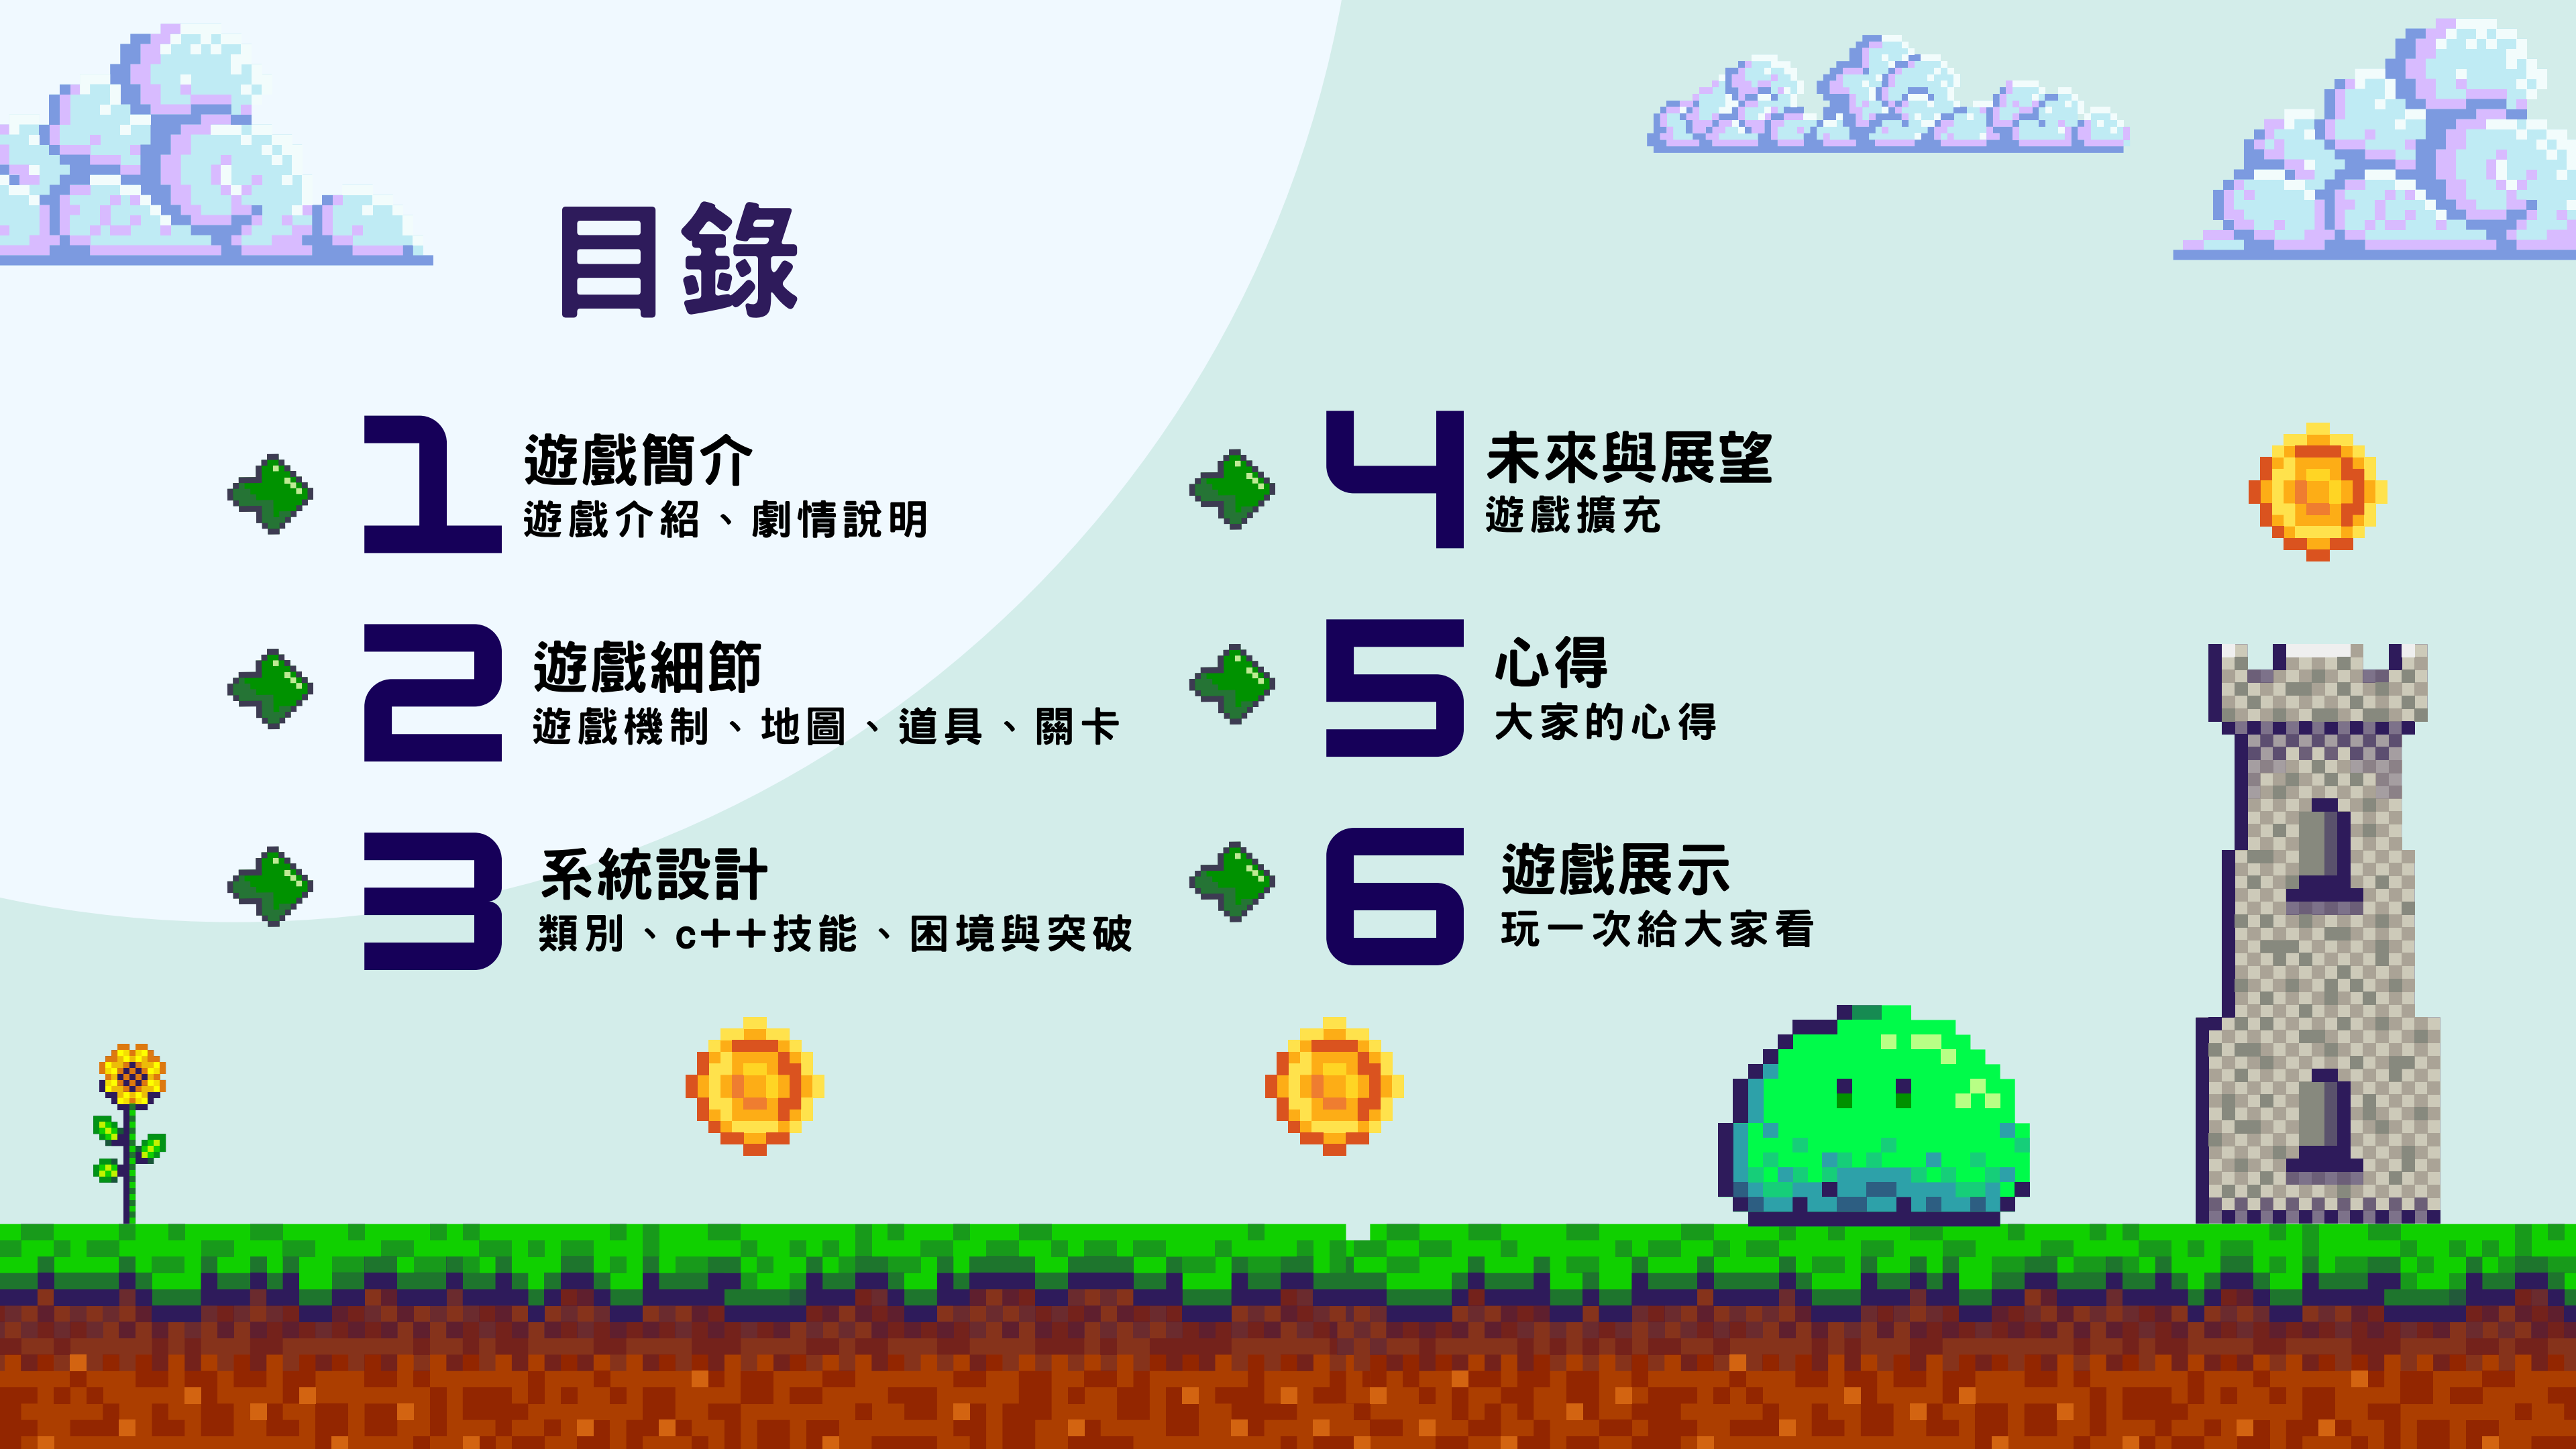 目錄
1
遊戲簡介
遊戲介紹、劇情說明
2
遊戲細節
遊戲機制、地圖、道具、關卡
3
系統設計
類別、c++技能、困境與突破
4
未來與展望
遊戲擴充
5
心得
大家的心得
6
遊戲展示
玩一次給大家看